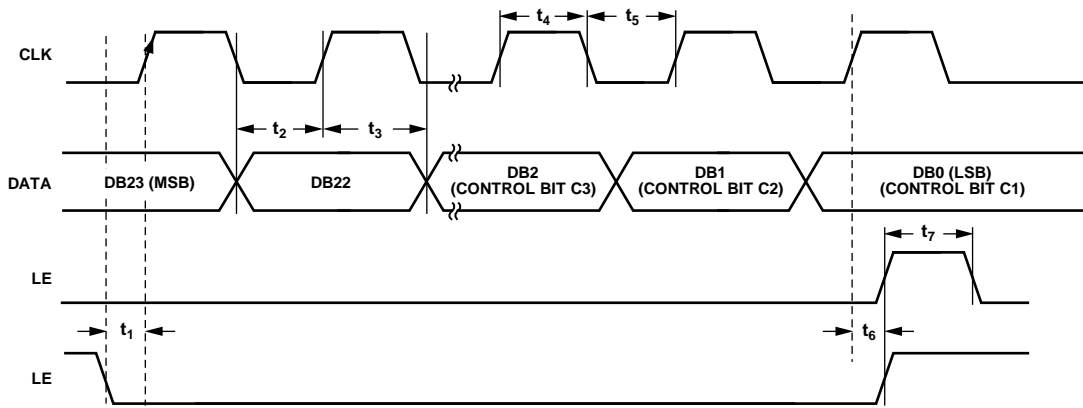 t4 t5
CLK
t2 t3
DATA
DB23 (MSB)
DB22
DB2
(CONTROL BIT C3)
DB1
(CONTROL BIT C2)
DB0 (LSB)
(CONTROL BIT C1)
t7
LE
t1
t6
LE